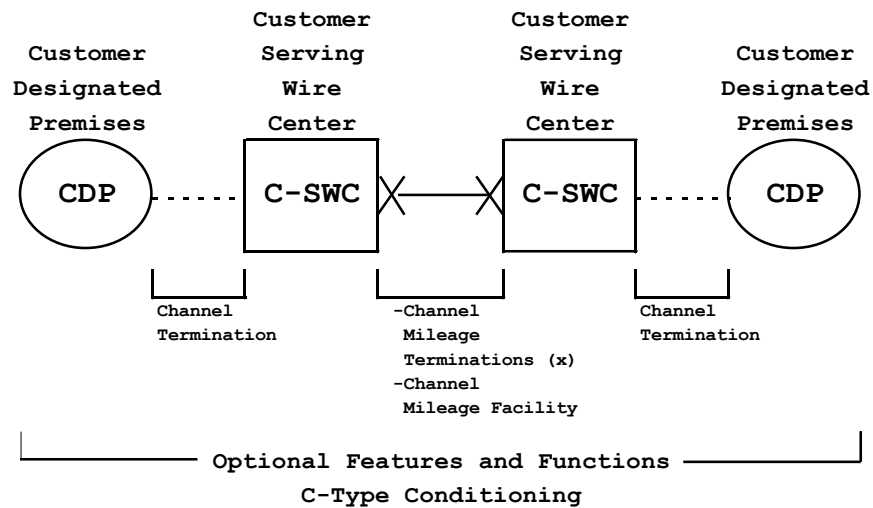 Customer
Serving
Wire
Center
Customer
Serving
Wire
Center
Customer
Designated
Premises
Customer
Designated
Premises
CDP
C-SWC
C-SWC
CDP
Channel
Termination
-Channel
Mileage
Terminations (x)
-Channel
Mileage Facility
Channel
Termination
Optional Features and Functions
C-Type Conditioning